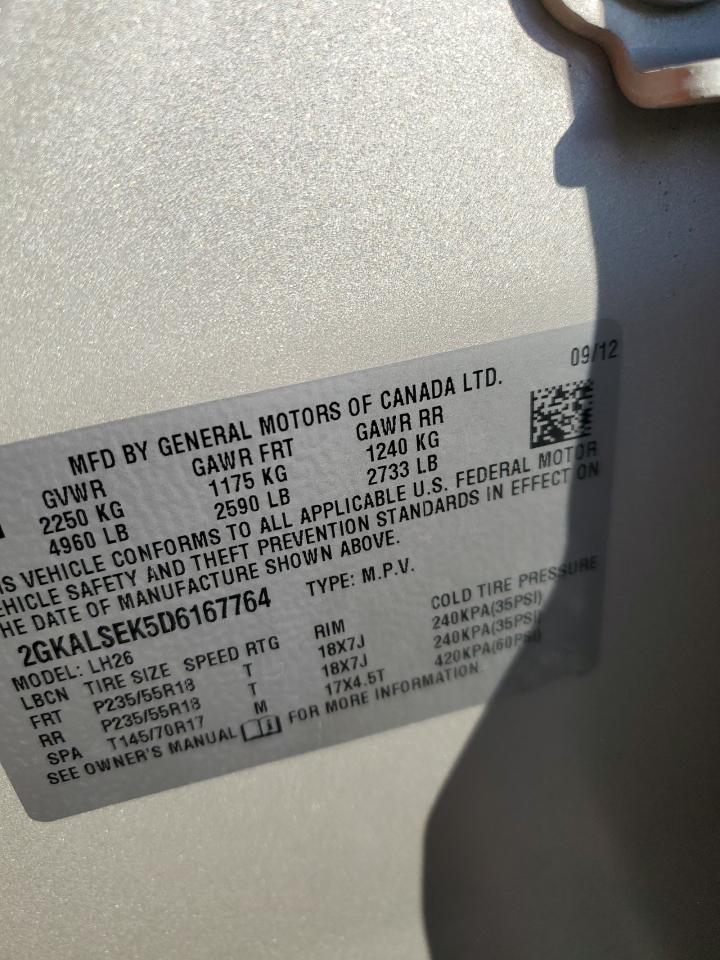 09/12
MFD BY GENERAL MOTORS OF CANADA LTD.
GVWR GAWR FRT GAWR RR
2250 KG 1175 KG 1240 KG
4960 LB 2590 LB 2733 LB
VEHICLE CONFORMS TO ALL APPLICABLE U.S. FEDERAL MOTOR
SAFETY AND THEFT PREVENTION STANDARDS IN EFFECT ON
DATE OF MANUFACTURE SHOWN ABOVE.
2GKALSEK5D6167764 TYPE: M.P.V.
MODEL: LH26
LBCN TIRE SIZE SPEED RTG RIM COLD TIRE PRESSURE
FRT P235/55R18 T 18X7J 240KPA(35PSI)
RR P235/55R18 T 18X7J 240KPA(35PSI)
SPA T145/70R17 M 17X4.5T 420KPA(60PSI)
SEE OWNER'S MANUAL FOR MORE INFORMATION.